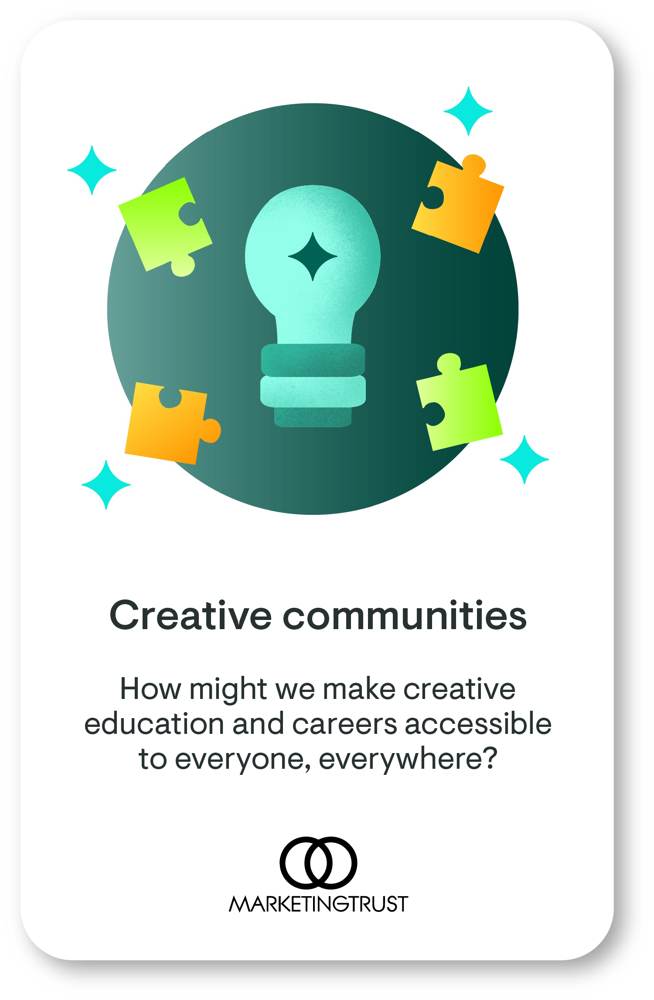 Creative communities
How might we make creative
education and careers accessible
to everyone, everywhere?
MARKETINGTRUST